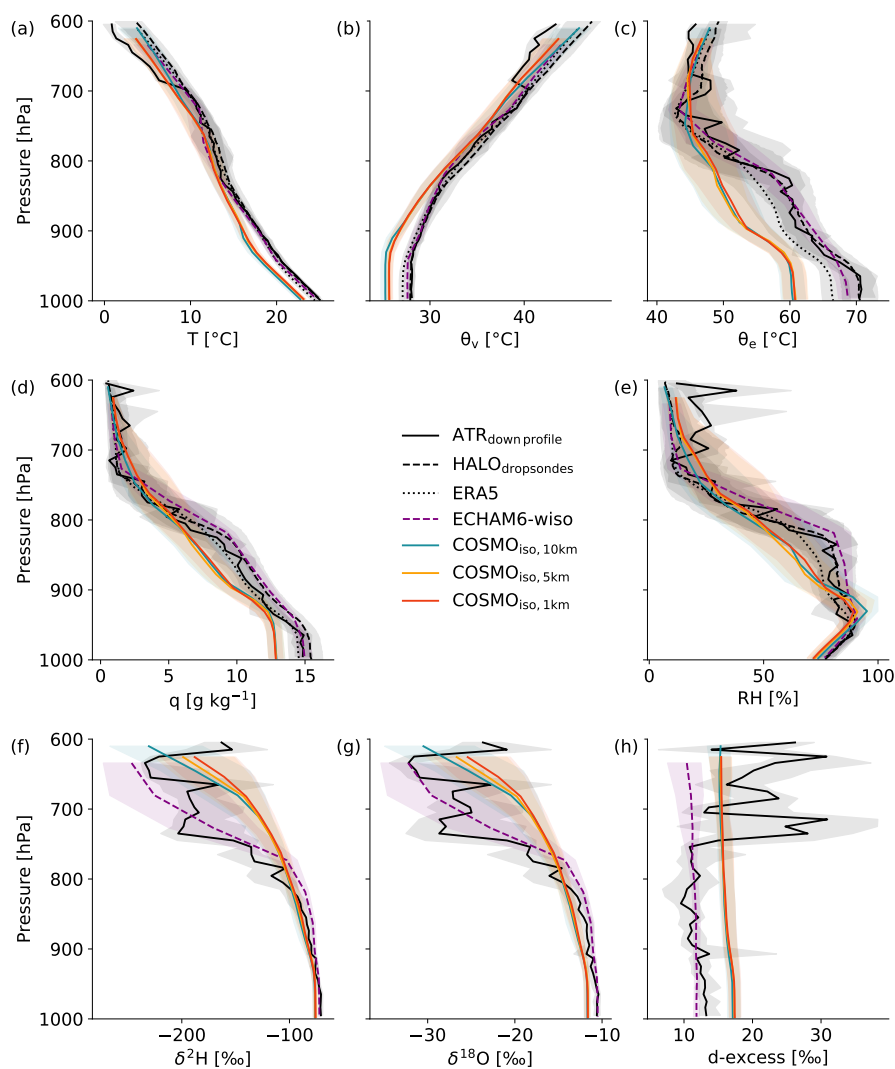 (a)
600
700
800
900
1000
Pressure [hPa]
0
10
20
T [°C]
(b)
30
40
θv [°C]
(c)
40
50
60
70
θe [°C]
(d)
600
700
800
900
1000
Pressure [hPa]
0
5
10
15
q [g kg⁻¹]
ATRdown profile
HALOdropsondes
ERA5
ECHAM6-wiso
COSMOiso, 10km
COSMOiso, 5km
COSMOiso, 1km
(e)
0
50
100
RH [%]
(f)
600
700
800
900
1000
Pressure [hPa]
−200
−100
δ²H [‰]
(g)
−30
−20
−10
δ¹⁸O [‰]
(h)
10
20
30
d-excess [‰]